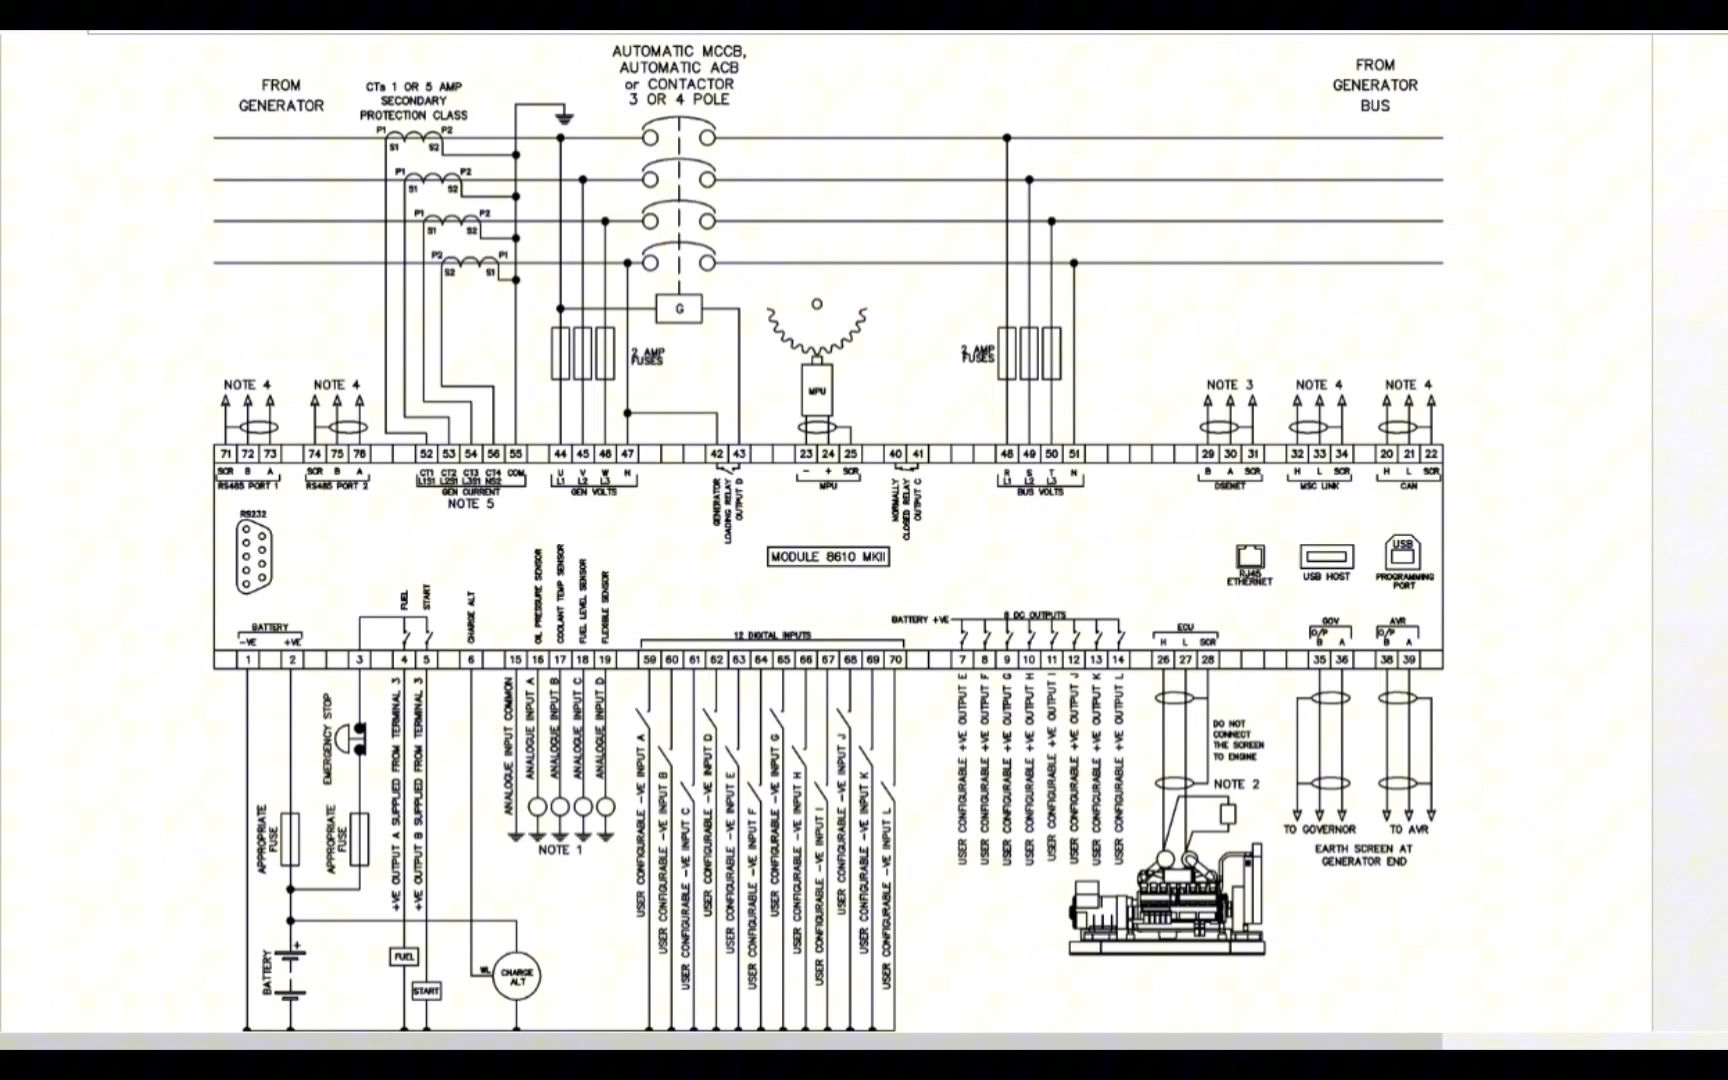 AUTOMATIC MCCB,
AUTOMATIC ACB
or CONTACTOR
3 OR 4 POLE
FROM
GENERATOR
CTs 1 OR 5 AMP
SECONDARY
PROTECTION CLASS
FROM
GENERATOR
BUS
P1 P2
S1 S2
P1 P2
S1 S2
P1 P2
S1 S2
P2 P1
S2 S1
G
2 AMP
FUSES
2 AMP
FUSES
MPU
NOTE 4
NOTE 4
NOTE 3
NOTE 4
NOTE 4
71 72 73 74 75 76 52 53 54 56 55 44 45 46 47 42 43 23 24 25 40 41 48 49 50 51 29 30 31 32 33 34 20 21 22
SCR B A
RS485 PORT 1
SCR B A
RS485 PORT 2
CT1 CT2 CT3 CT4 COM
L1S1 L2S1 L3S1 NS2
GEN CURRENT
NOTE 5
U V W N
L1 L2 L3
GEN VOLTS
GENERATOR
LOADING RELAY
OUTPUT D
- + SCR
MPU
NORMALLY
CLOSED RELAY
OUTPUT C
R S T N
L1 L2 L3
BUS VOLTS
B A SCR
DSENET
H L SCR
MSC LINK
H L SCR
CAN
RS232
MODULE 8610 MKII
RJ45
ETHERNET
USB HOST
USB
PROGRAMMING
PORT
BATTERY
-VE +VE
FUEL
START
CHARGE ALT
OIL PRESSURE SENSOR
COOLANT TEMP SENSOR
FUEL LEVEL SENSOR
FLEXIBLE SENSOR
12 DIGITAL INPUTS
BATTERY +VE
8 DC OUTPUTS
ECU
H L SCR
GOV
O/P
B A
AVR
O/P
B A
1 2 3 4 5 6 15 16 17 18 19 59 60 61 62 63 64 65 66 67 68 69 70 7 8 9 10 11 12 13 14 26 27 28 35 36 38 39
EMERGENCY STOP
APPROPRIATE
FUSE
APPROPRIATE
FUSE
+VE OUTPUT A SUPPLIED FROM TERMINAL 3
+VE OUTPUT B SUPPLIED FROM TERMINAL 3
ANALOGUE INPUT COMMON
ANALOGUE INPUT A
ANALOGUE INPUT B
ANALOGUE INPUT C
ANALOGUE INPUT D
NOTE 1
USER CONFIGURABLE -VE INPUT A
USER CONFIGURABLE -VE INPUT B
USER CONFIGURABLE -VE INPUT C
USER CONFIGURABLE -VE INPUT D
USER CONFIGURABLE -VE INPUT E
USER CONFIGURABLE -VE INPUT F
USER CONFIGURABLE -VE INPUT G
USER CONFIGURABLE -VE INPUT H
USER CONFIGURABLE -VE INPUT I
USER CONFIGURABLE -VE INPUT J
USER CONFIGURABLE -VE INPUT K
USER CONFIGURABLE -VE INPUT L
USER CONFIGURABLE +VE OUTPUT E
USER CONFIGURABLE +VE OUTPUT F
USER CONFIGURABLE +VE OUTPUT G
USER CONFIGURABLE +VE OUTPUT H
USER CONFIGURABLE +VE OUTPUT I
USER CONFIGURABLE +VE OUTPUT J
USER CONFIGURABLE +VE OUTPUT K
USER CONFIGURABLE +VE OUTPUT L
DO NOT
CONNECT
THE SCREEN
TO ENGINE
NOTE 2
TO GOVERNOR
TO AVR
EARTH SCREEN AT
GENERATOR END
BATTERY
+
FUEL
START
WL
CHARGE
ALT